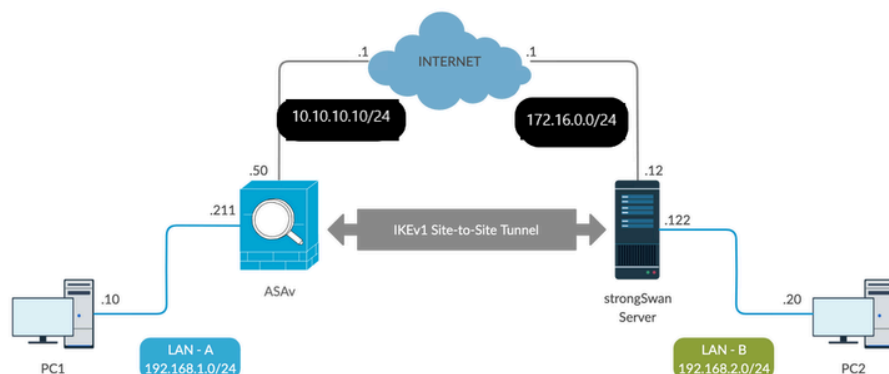 .1
INTERNET
.1
10.10.10.10/24
172.16.0.0/24
.50
.12
.211
IKEv1 Site-to-Site Tunnel
.122
ASAv
strongSwan
Server
.10
.20
PC1
LAN - A
192.168.1.0/24
LAN - B
192.168.2.0/24
PC2